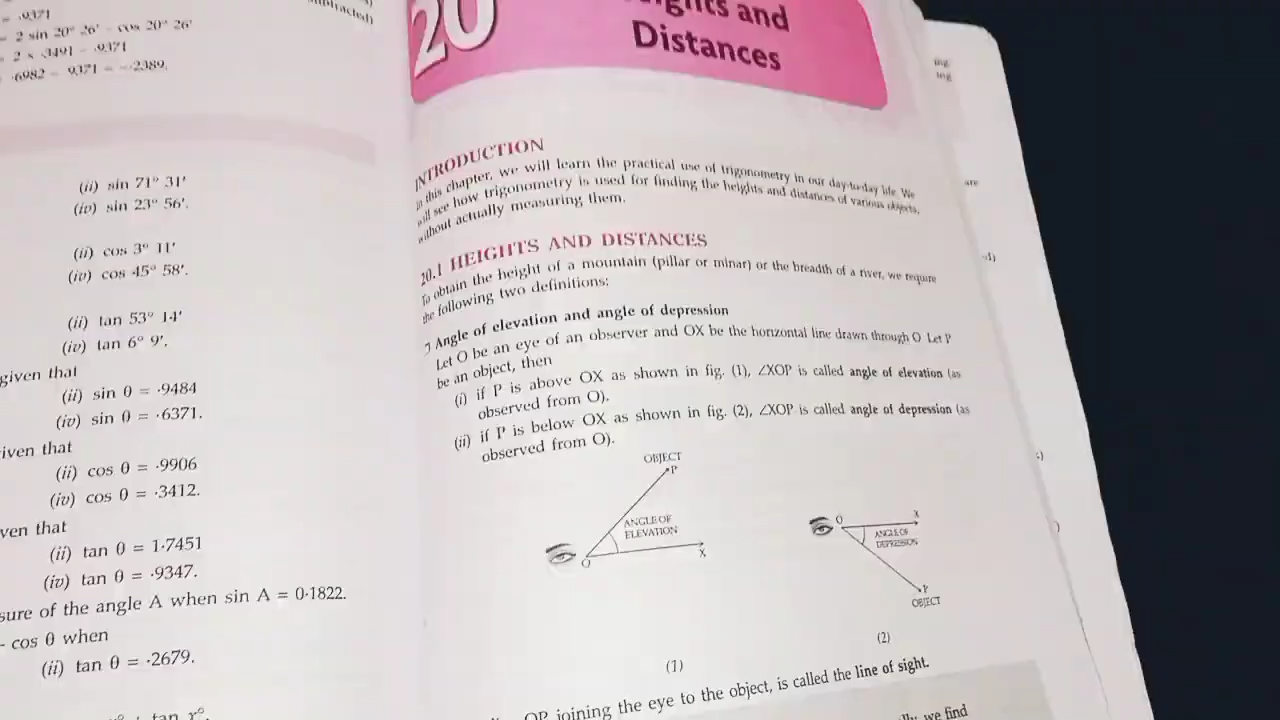 = ·9371
= 2 sin 20° 26′ – cos 20° 26′
= 2 × ·3491 – ·9371
·6982 – ·9371 = –·2389.
(ii) sin 71° 31′
(iv) sin 23° 56′.
(ii) cos 3° 11′
(iv) cos 45° 58′.
(ii) tan 53° 14′
(iv) tan 6° 9′.
given that
(ii) sin θ = ·9484
(iv) sin θ = ·6371.
iven that
(ii) cos θ = ·9906
(iv) cos θ = ·3412.
ven that
(ii) tan θ = 1·7451
(iv) tan θ = ·9347.
sure of the angle A when sin A = 0·1822.
– cos θ when
(ii) tan θ = ·2679.
20
ights and
Distances
INTRODUCTION
In this chapter, we will learn the practical use of trigonometry in our day-to-day life. We
will see how trigonometry is used for finding the heights and distances of various objects,
without actually measuring them.
20.1 HEIGHTS AND DISTANCES
To obtain the height of a mountain (pillar or minar) or the breadth of a river, we require
the following two definitions:
Angle of elevation and angle of depression
Let O be an eye of an observer and OX be the horizontal line drawn through O. Let P
be an object, then
(i) if P is above OX as shown in fig. (1), ∠XOP is called angle of elevation (as
observed from O).
(ii) if P is below OX as shown in fig. (2), ∠XOP is called angle of depression (as
observed from O).
OBJECT
P
ANGLE OF
ELEVATION
O
X
(1)
O
X
ANGLE OF
DEPRESSION
P
OBJECT
(2)
OP joining the eye to the object, is called the line of sight.
we find